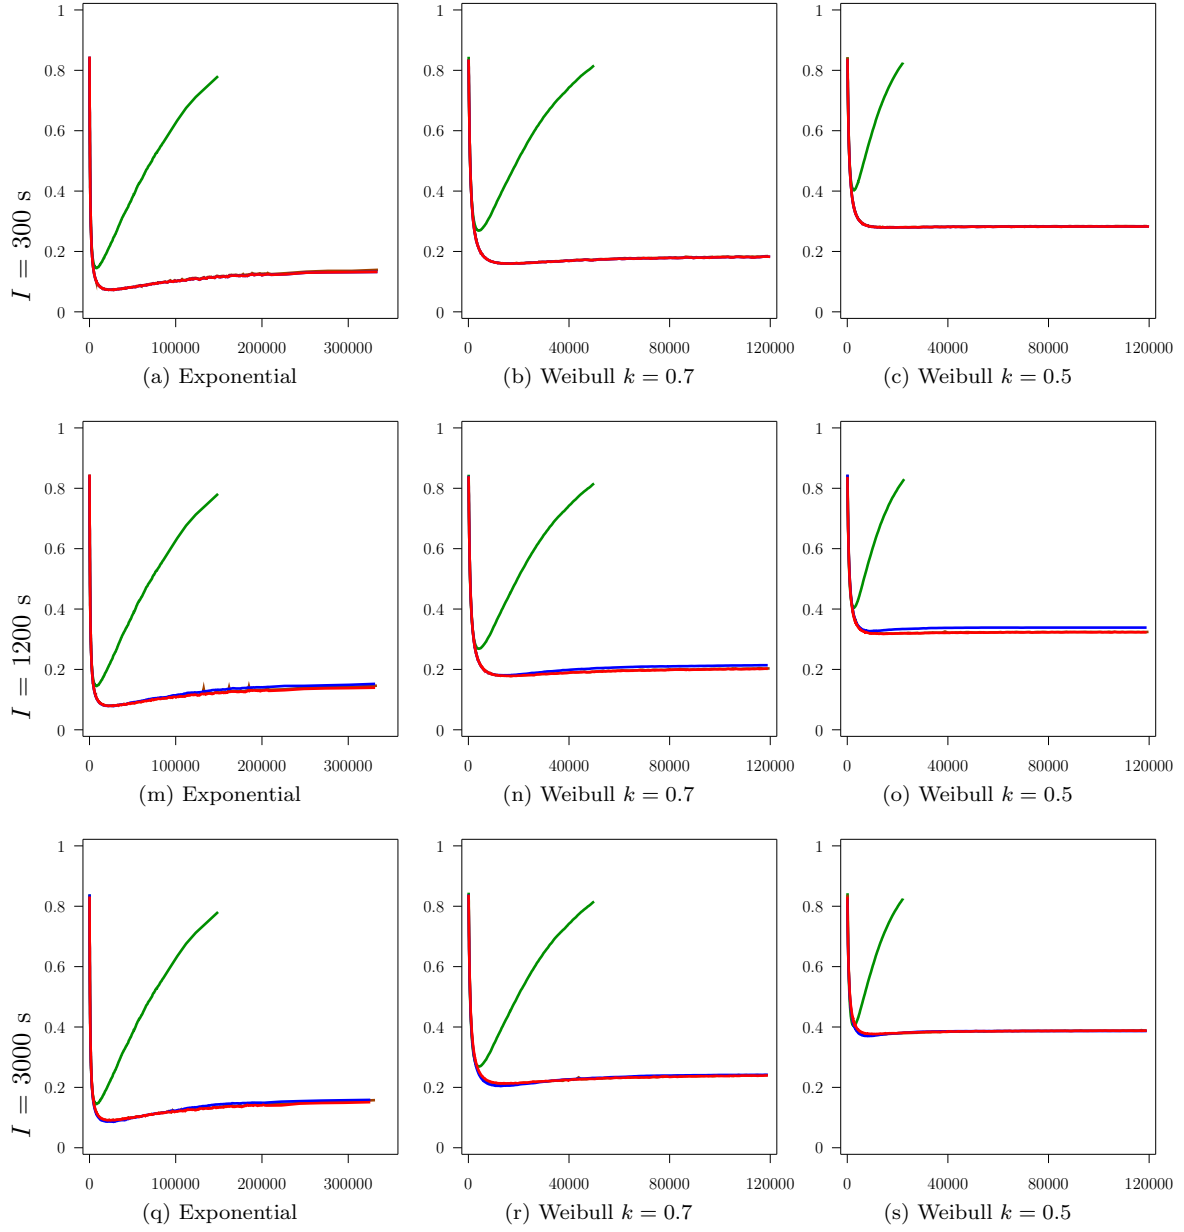 I = 300 s
1
0.8
0.6
0.4
0.2
0
0 100000 200000 300000
(a) Exponential
1
0.8
0.6
0.4
0.2
0
0 40000 80000 120000
(b) Weibull k = 0.7
1
0.8
0.6
0.4
0.2
0
0 40000 80000 120000
(c) Weibull k = 0.5
I = 1200 s
1
0.8
0.6
0.4
0.2
0
0 100000 200000 300000
(m) Exponential
1
0.8
0.6
0.4
0.2
0
0 40000 80000 120000
(n) Weibull k = 0.7
1
0.8
0.6
0.4
0.2
0
0 40000 80000 120000
(o) Weibull k = 0.5
I = 3000 s
1
0.8
0.6
0.4
0.2
0
0 100000 200000 300000
(q) Exponential
1
0.8
0.6
0.4
0.2
0
0 40000 80000 120000
(r) Weibull k = 0.7
1
0.8
0.6
0.4
0.2
0
0 40000 80000 120000
(s) Weibull k = 0.5